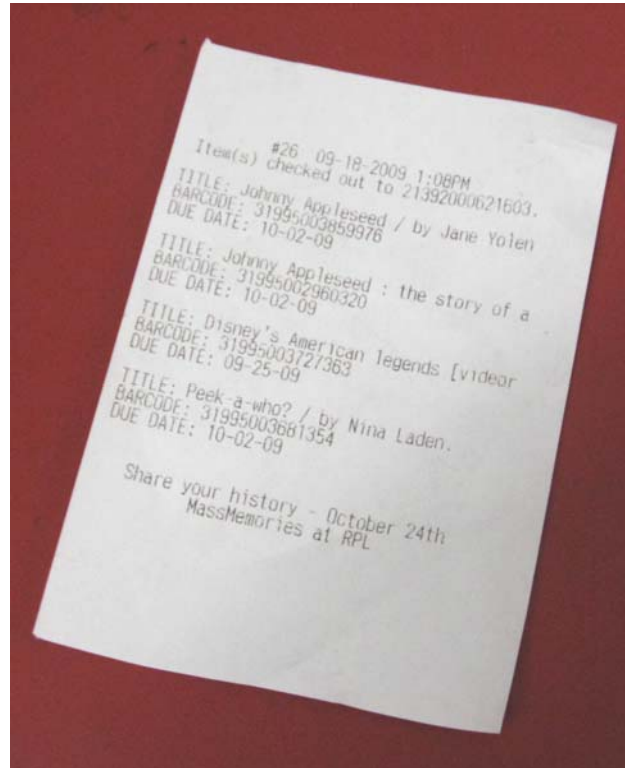 #26 09-18-2009 1:08PM
Item(s) checked out to 21392000621603.
TITLE: Johnny Appleseed / by Jane Yolen
BARCODE: 31995003859976
DUE DATE: 10-02-09
TITLE: Johnny Appleseed : the story of a
BARCODE: 31995002960320
DUE DATE: 10-02-09
TITLE: Disney's American legends [videor
BARCODE: 31995003727363
DUE DATE: 09-25-09
TITLE: Peek-a-who? / by Nina Laden.
BARCODE: 31995003681354
DUE DATE: 10-02-09
Share your history - October 24th
MassMemories at RPL